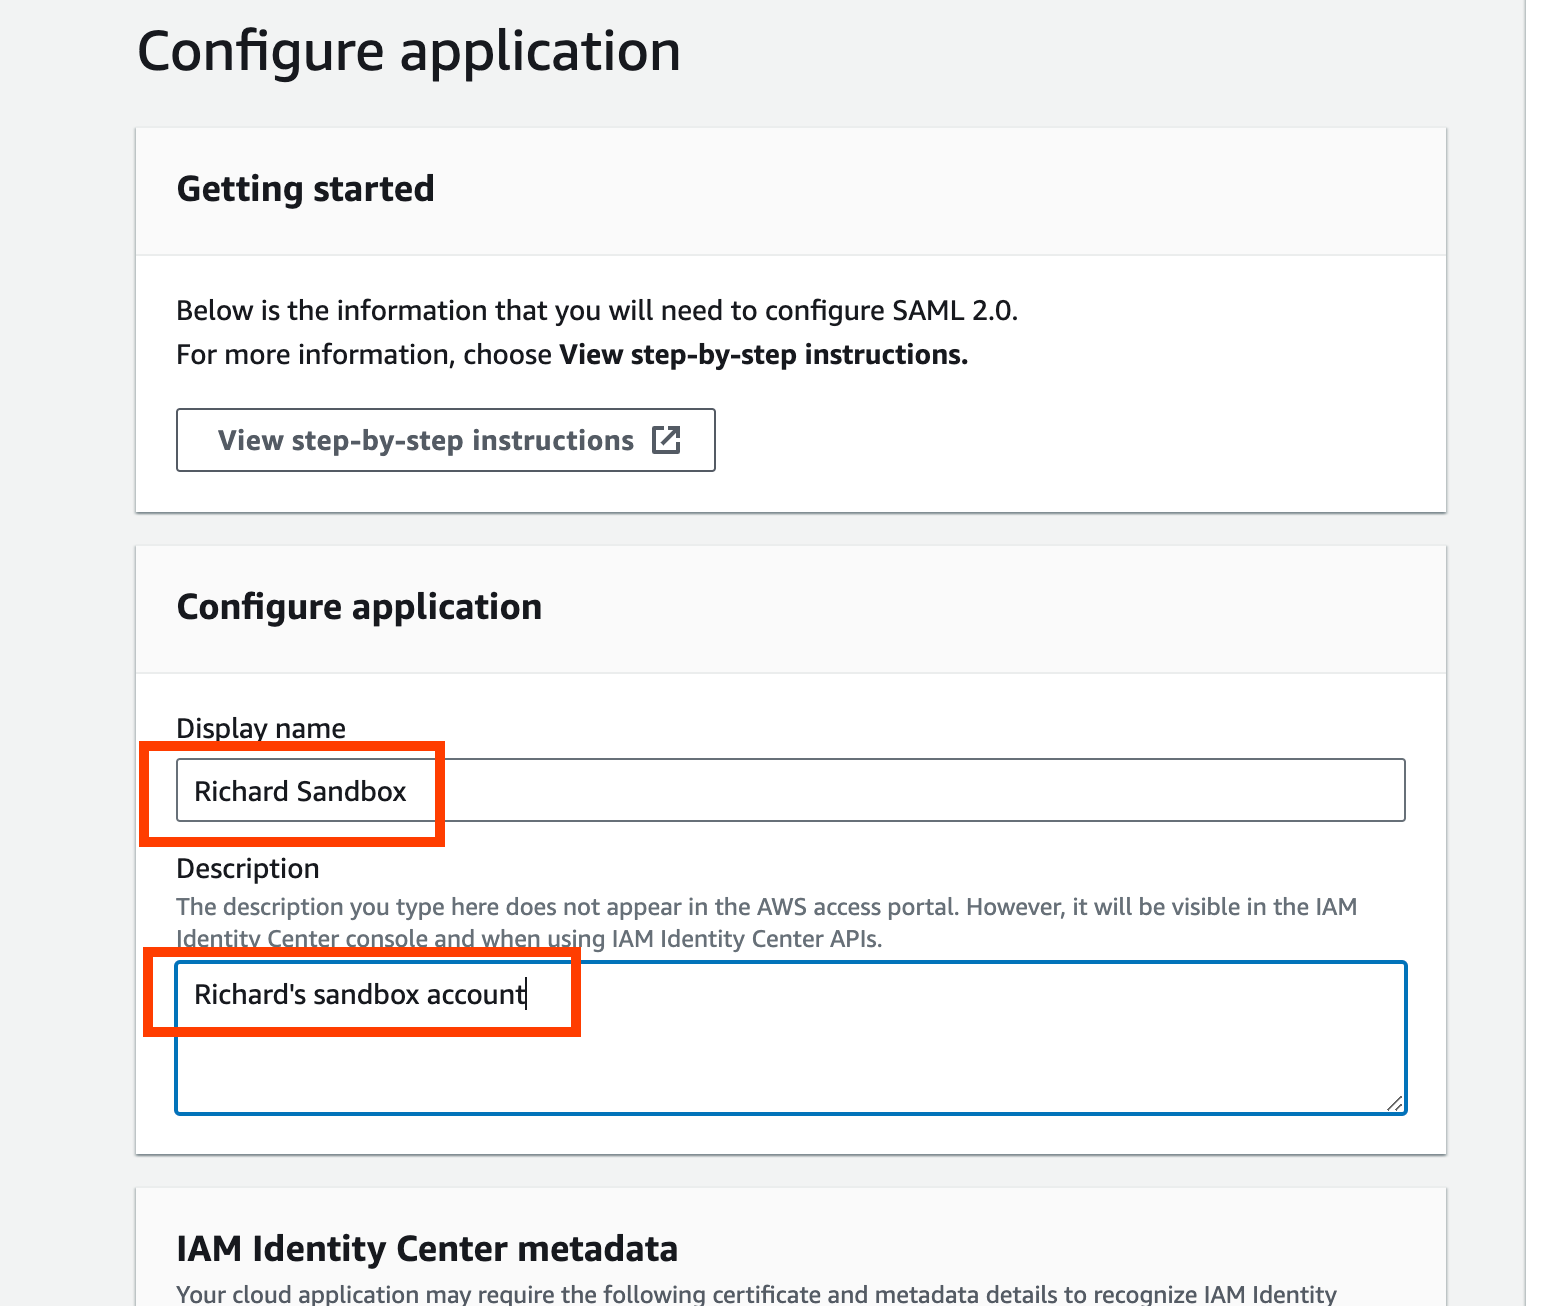 Configure application
Getting started
Below is the information that you will need to configure SAML 2.0.
For more information, choose View step-by-step instructions.
View step-by-step instructions
Configure application
Display name
Richard Sandbox
Description
The description you type here does not appear in the AWS access portal. However, it will be visible in the IAM
Identity Center console and when using IAM Identity Center APIs.
Richard's sandbox account
IAM Identity Center metadata
Your cloud application may require the following certificate and metadata details to recognize IAM Identity